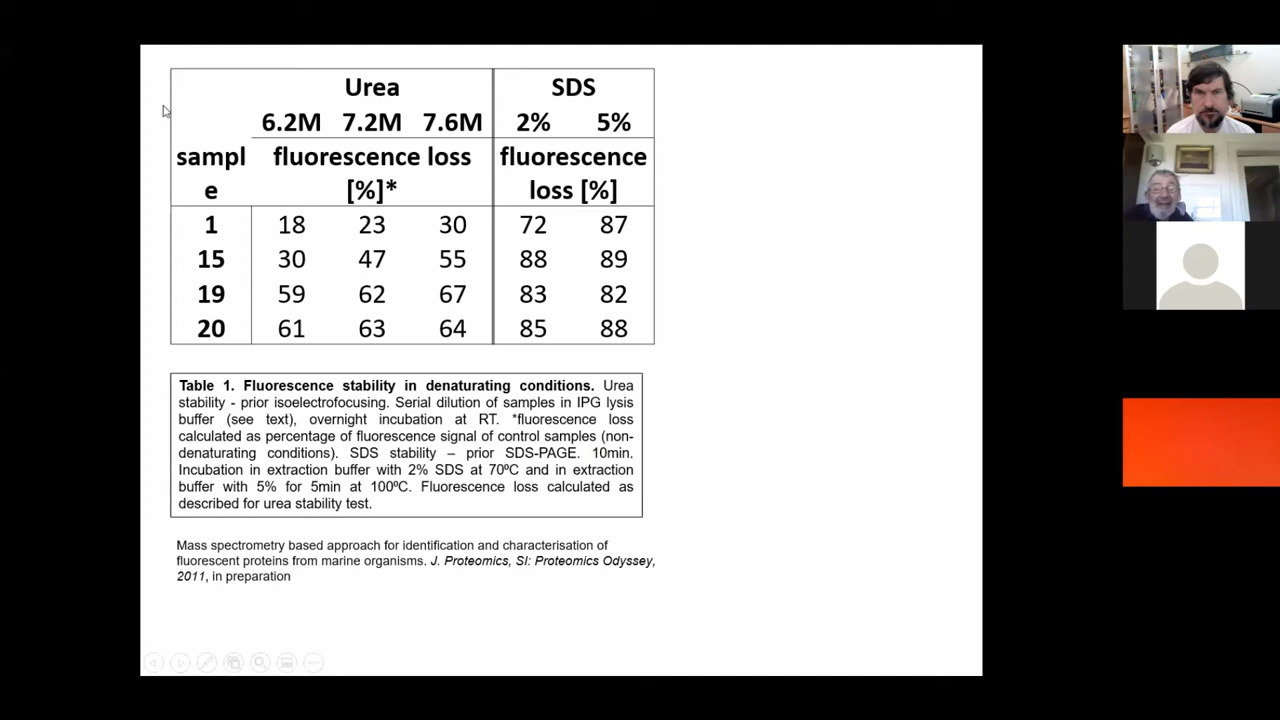 Urea SDS
6.2M 7.2M 7.6M 2% 5%
sampl fluorescence loss fluorescence
e [%]* loss [%]
1 18 23 30 72 87
15 30 47 55 88 89
19 59 62 67 83 82
20 61 63 64 85 88
Table 1. Fluorescence stability in denaturating conditions. Urea
stability - prior isoelectrofocusing. Serial dilution of samples in IPG lysis
buffer (see text), overnight incubation at RT. *fluorescence loss
calculated as percentage of fluorescence signal of control samples (non-
denaturating conditions). SDS stability – prior SDS-PAGE. 10min.
Incubation in extraction buffer with 2% SDS at 70ºC and in extraction
buffer with 5% for 5min at 100ºC. Fluorescence loss calculated as
described for urea stability test.
Mass spectrometry based approach for identification and characterisation of
fluorescent proteins from marine organisms. J. Proteomics, SI: Proteomics Odyssey,
2011, in preparation